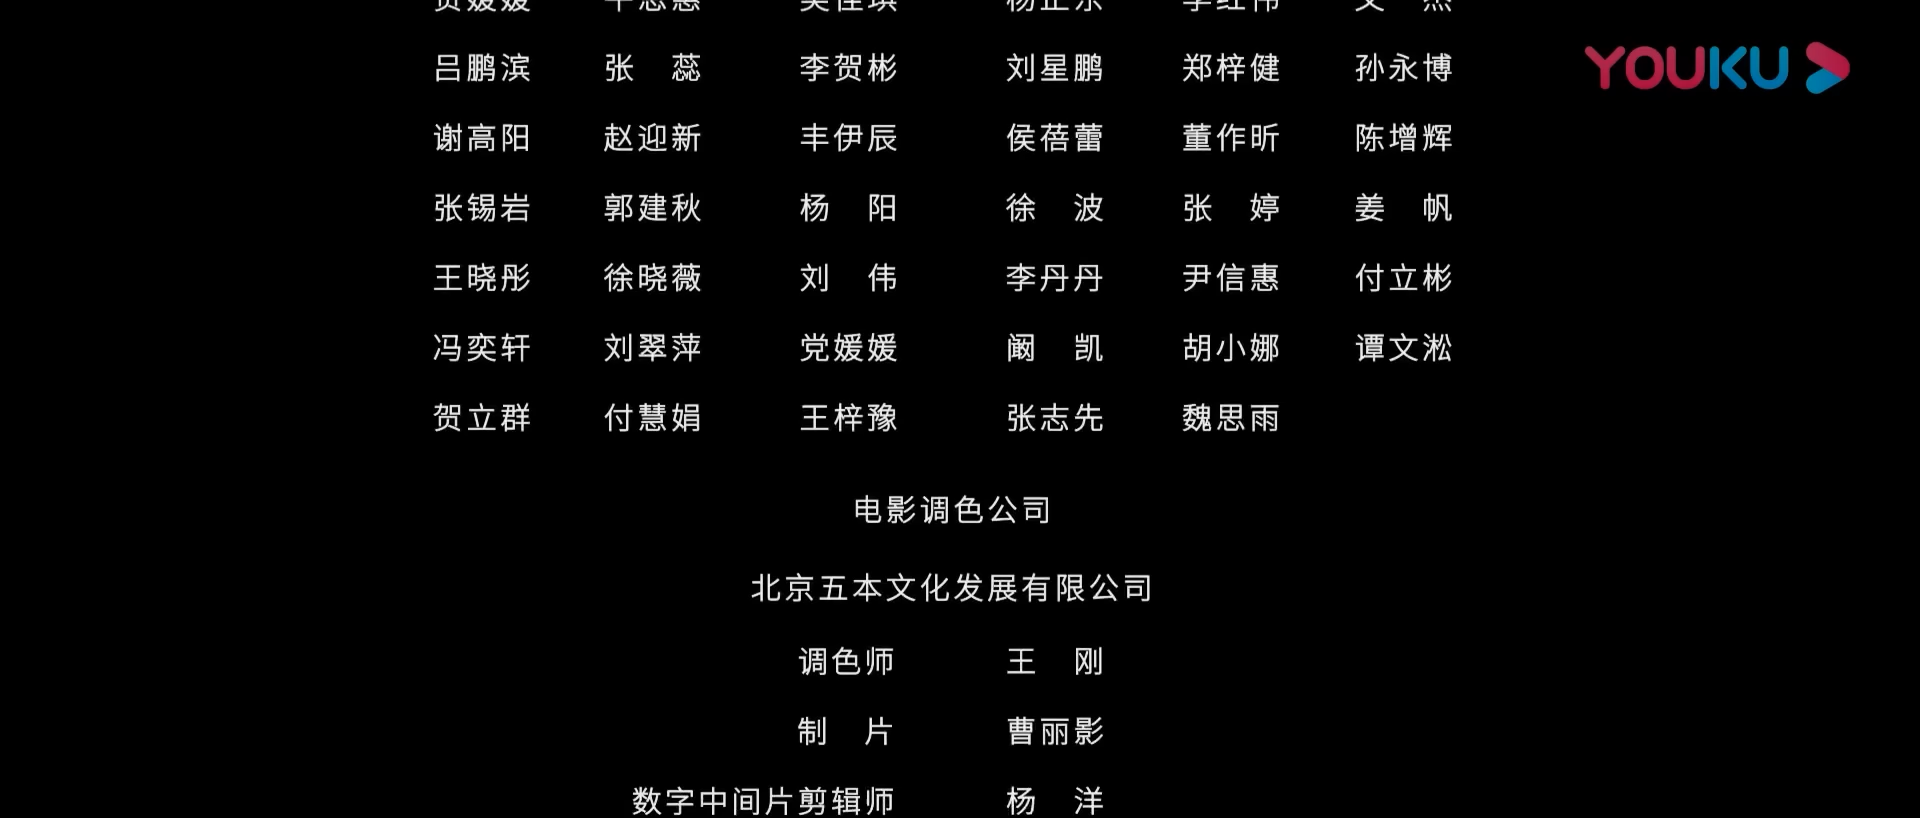 吕鹏滨 张 蕊 李贺彬 刘星鹏 郑梓健 孙永博
YOUKU
谢高阳 赵迎新 丰伊辰 侯蓓蕾 董作昕 陈增辉
张锡岩 郭建秋 杨 阳 徐 波 张 婷 姜 帆
王晓彤 徐晓薇 刘 伟 李丹丹 尹信惠 付立彬
冯奕轩 刘翠萍 党媛媛 阚 凯 胡小娜 谭文淞
贺立群 付慧娟 王梓豫 张志先 魏思雨
电影调色公司
北京五本文化发展有限公司
调色师 王 刚
制 片 曹丽影
数字中间片剪辑师 杨 洋